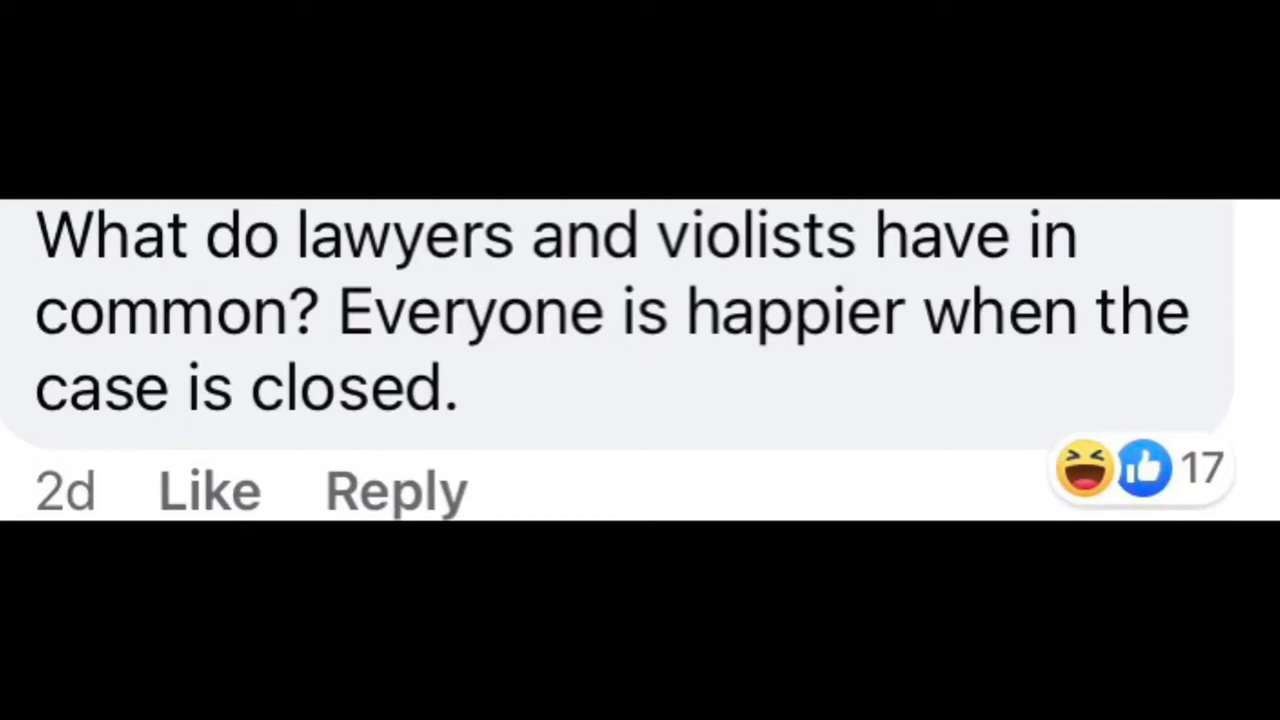 What do lawyers and violists have in
common? Everyone is happier when the
case is closed.
2d Like Reply 17